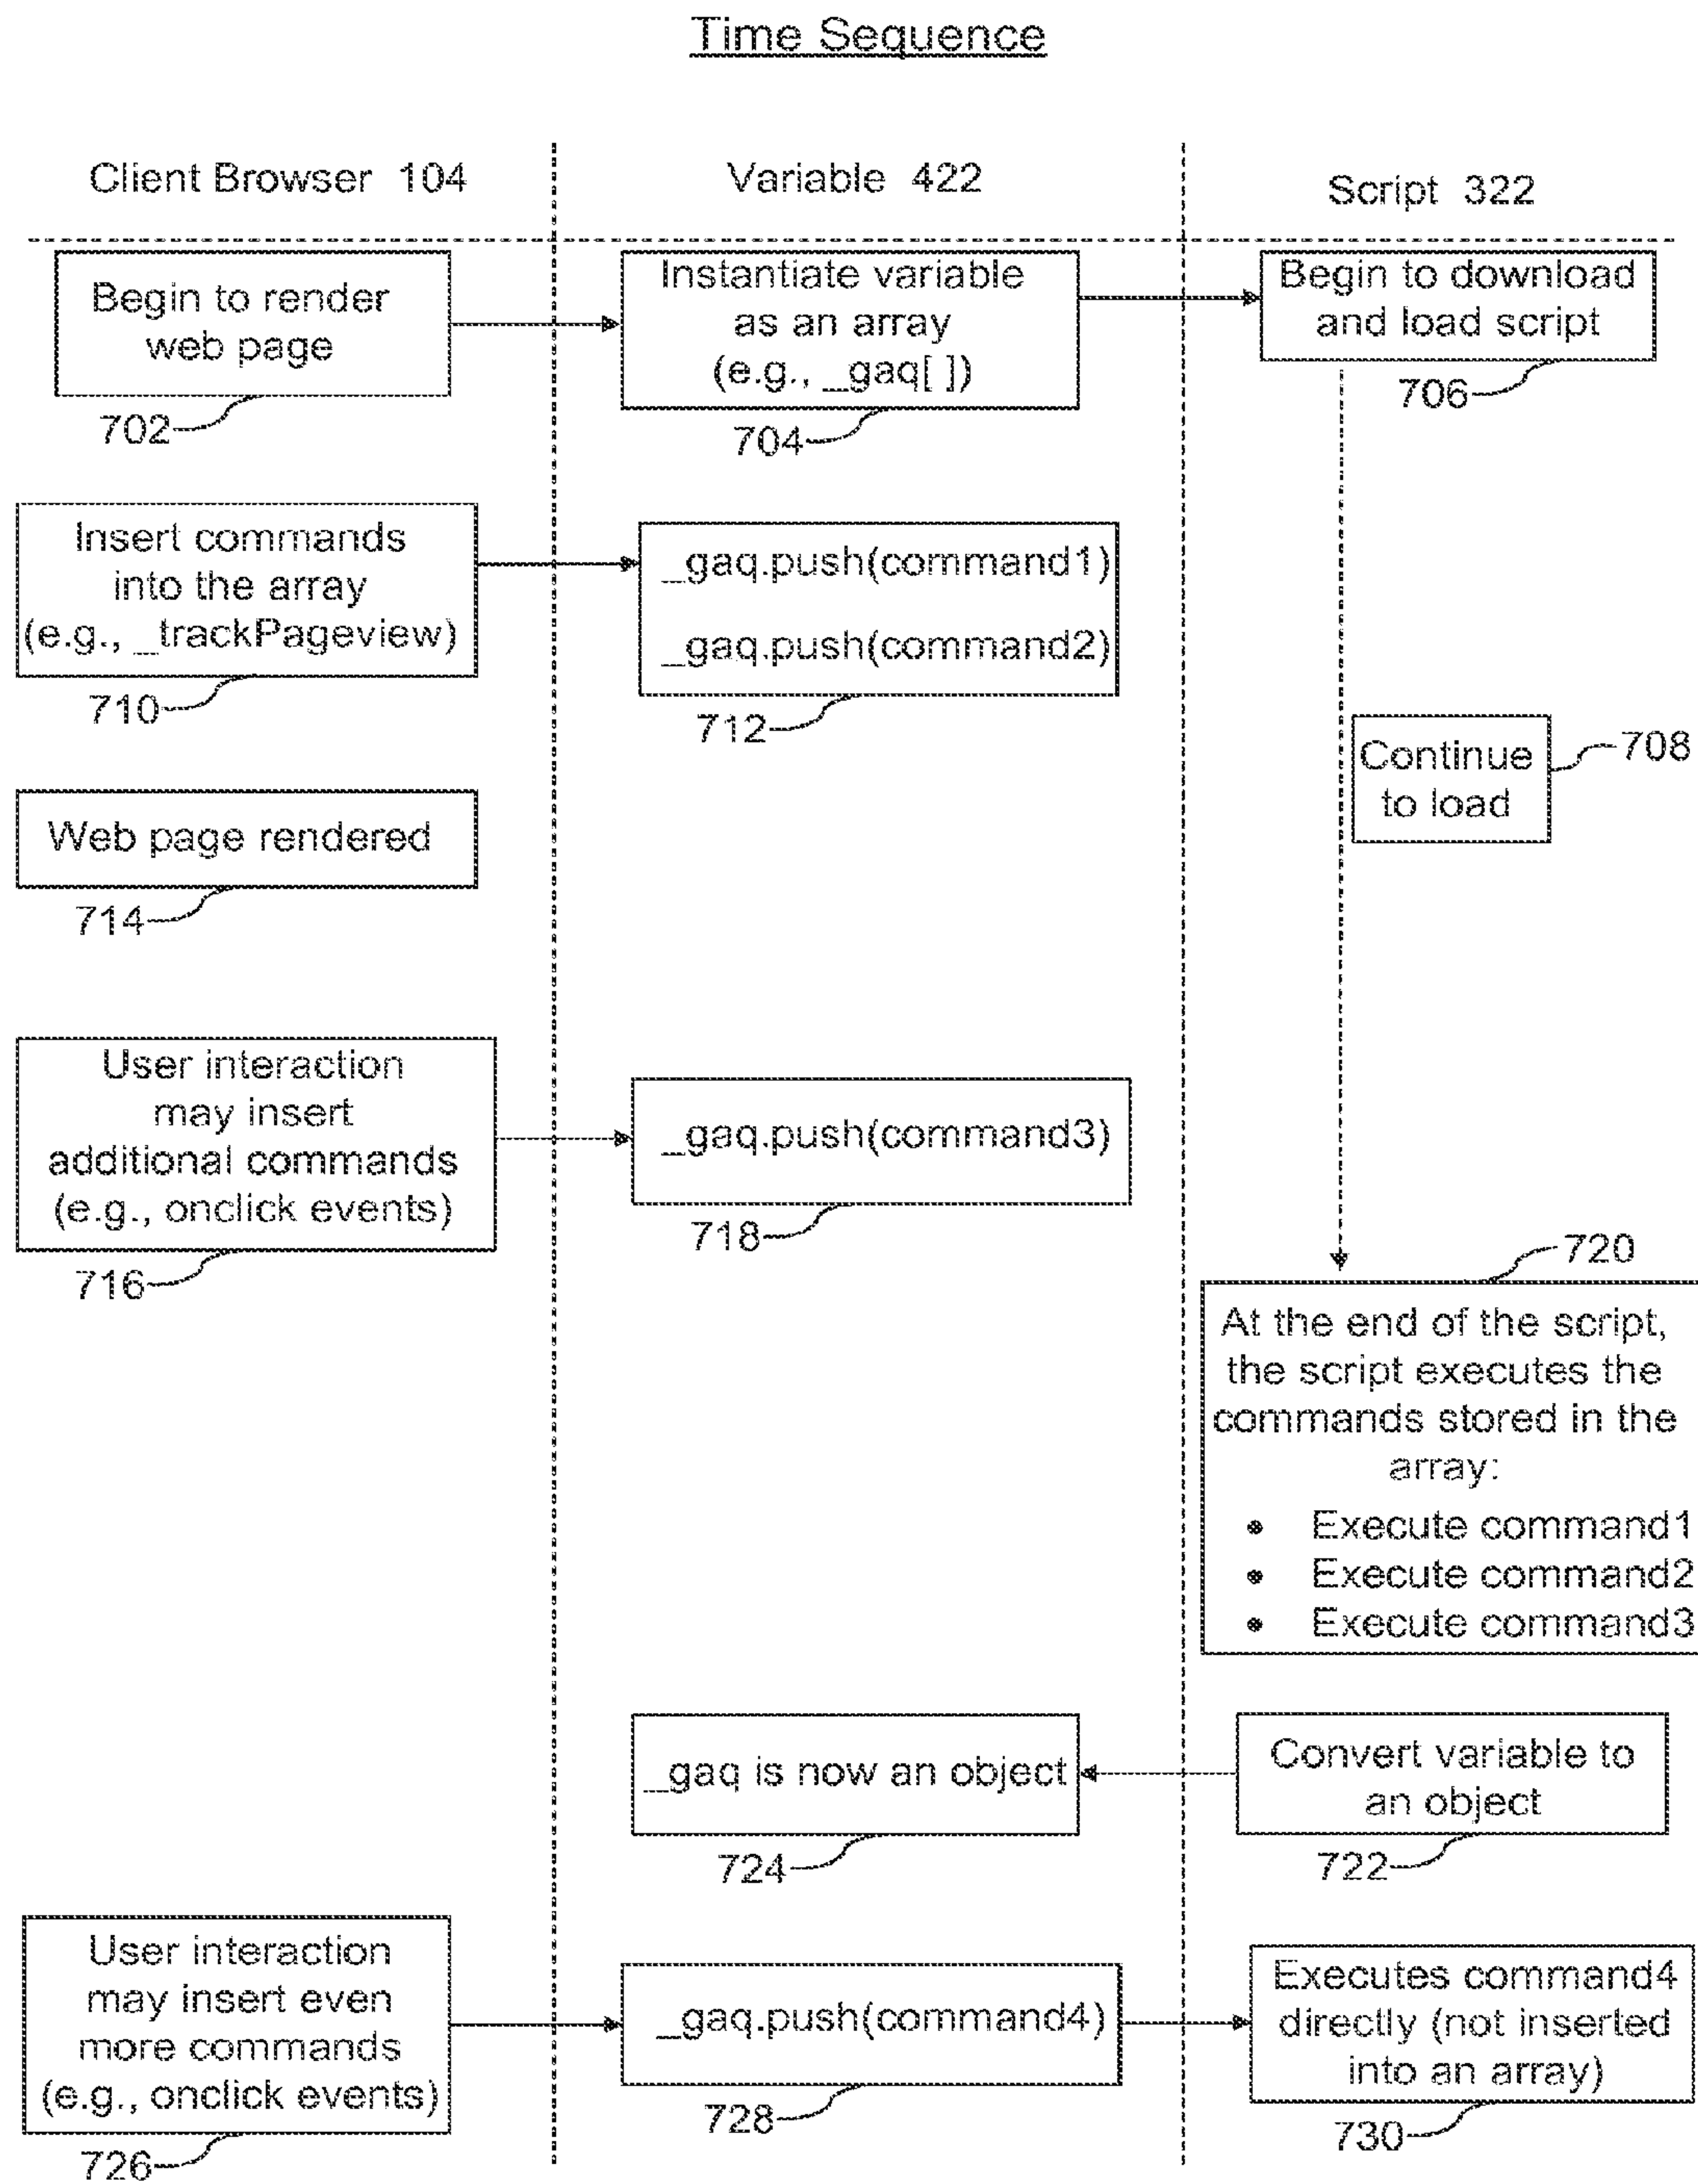 Time Sequence
Client Browser 104
Variable 422
Script 322
Begin to render
web page
702
Instantiate variable
as an array
(e.g., _gaq[ ])
704
Begin to download
and load script
706
Insert commands
into the array
(e.g., _trackPageview)
710
_gaq.push(command1)
_gaq.push(command2)
712
Continue
to load
708
Web page rendered
714
User interaction
may insert
additional commands
(e.g., onclick events)
716
_gaq.push(command3)
718
720
At the end of the script,
the script executes the
commands stored in the
array:
• Execute command1
• Execute command2
• Execute command3
_gaq is now an object
724
Convert variable to
an object
722
User interaction
may insert even
more commands
(e.g., onclick events)
726
_gaq.push(command4)
728
Executes command4
directly (not inserted
into an array)
730